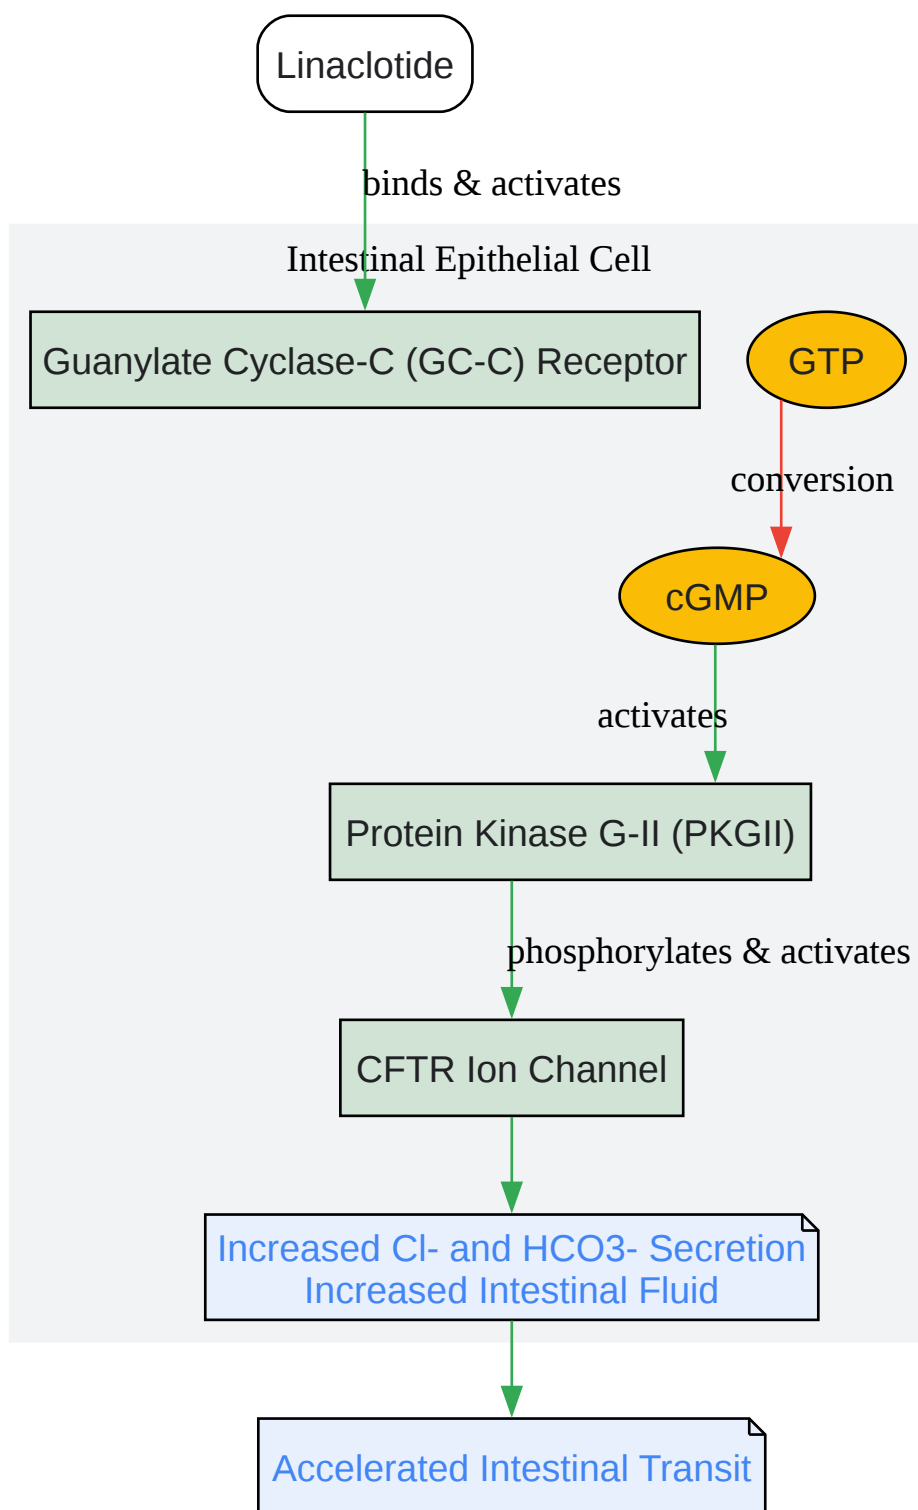 Linaclotide
binds & activates
Intestinal Epithelial Cell
Guanylate Cyclase-C (GC-C) Receptor
GTP
conversion
cGMP
activates
Protein Kinase G-II (PKGII)
phosphorylates & activates
CFTR Ion Channel
Increased Cl- and HCO3- Secretion
Increased Intestinal Fluid
Accelerated Intestinal Transit